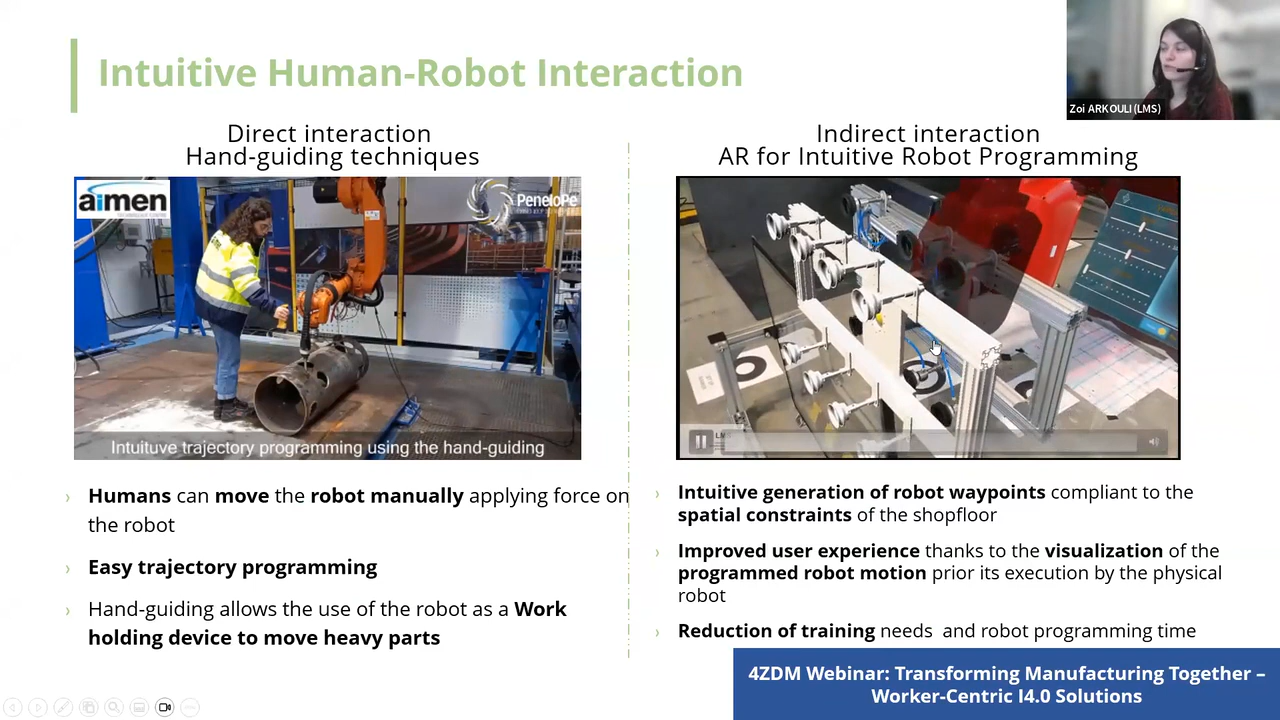 Intuitive Human-Robot Interaction
Zoi ARKOULI (LMS)
Direct interaction
Hand-guiding techniques
aimen
PeneloPe
Intuituve trajectory programming using the hand-guiding
Humans can move the robot manually applying force on
the robot
Easy trajectory programming
Hand-guiding allows the use of the robot as a Work
holding device to move heavy parts
Indirect interaction
AR for Intuitive Robot Programming
Intuitive generation of robot waypoints compliant to the
spatial constraints of the shopfloor
Improved user experience thanks to the visualization of the
programmed robot motion prior its execution by the physical
robot
Reduction of training needs and robot programming time
4ZDM Webinar: Transforming Manufacturing Together –
Worker-Centric I4.0 Solutions